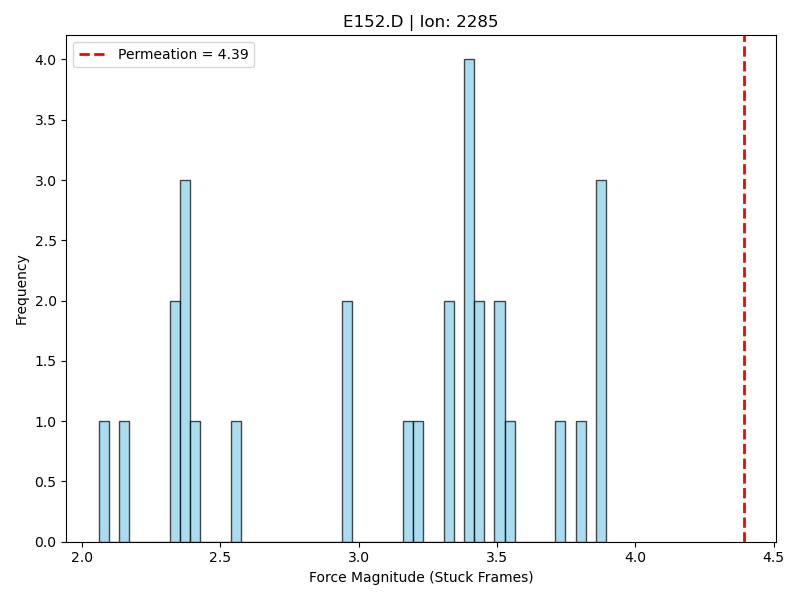 E152.D | Ion: 2285
Permeation = 4.39
4.0
3.5
3.0
2.5
2.0
1.5
1.0
0.5
0.0
Frequency
2.0 2.5 3.0 3.5 4.0 4.5
Force Magnitude (Stuck Frames)